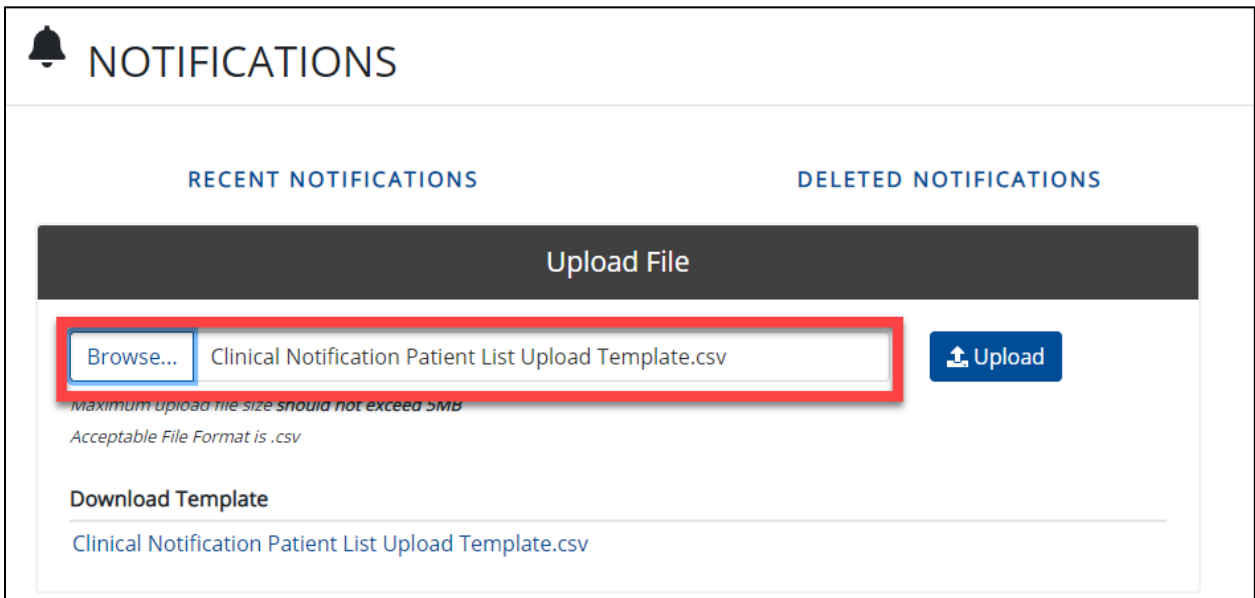 NOTIFICATIONS
RECENT NOTIFICATIONS
DELETED NOTIFICATIONS
Upload File
Browse... Clinical Notification Patient List Upload Template.csv
Upload
Maximum upload file size should not exceed 5MB
Acceptable File Format is .csv
Download Template
Clinical Notification Patient List Upload Template.csv